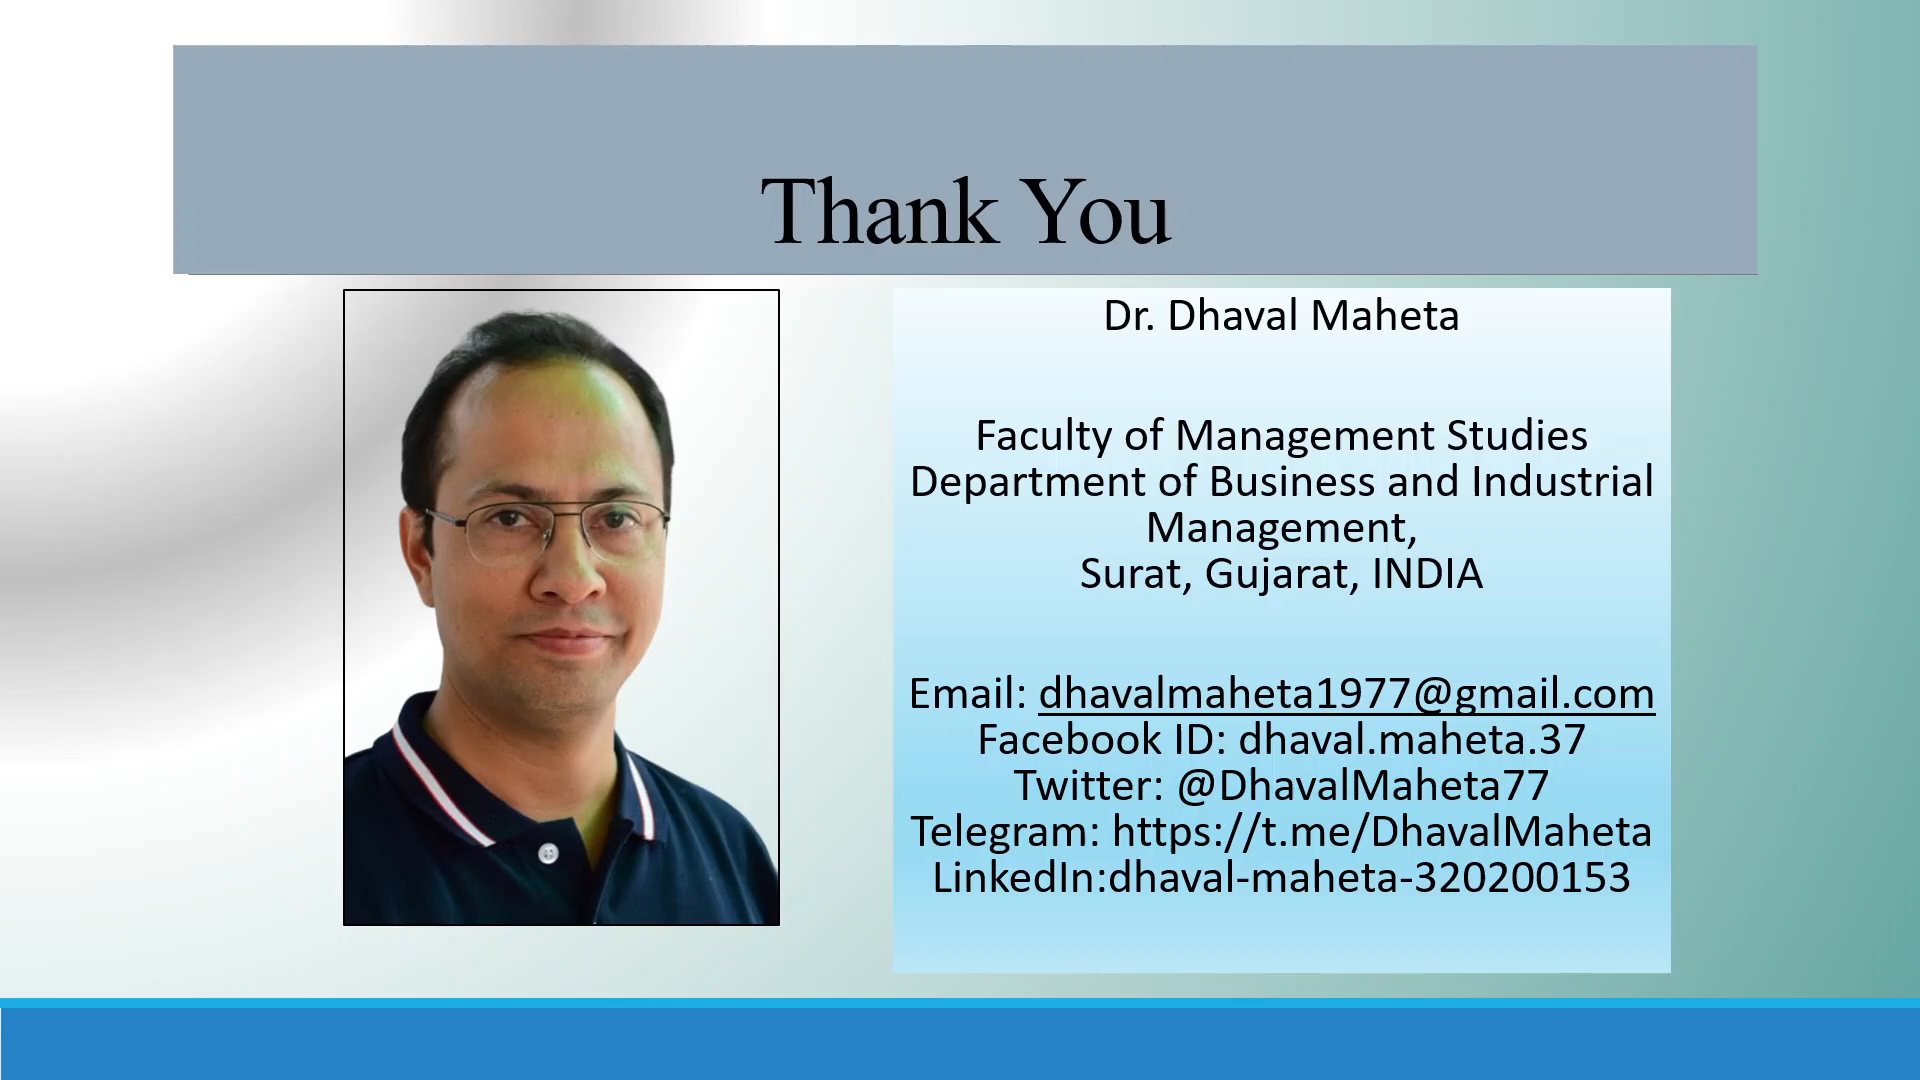 Thank You
Dr. Dhaval Maheta
Faculty of Management Studies
Department of Business and Industrial
Management,
Surat, Gujarat, INDIA
Email: dhavalmaheta1977@gmail.com
Facebook ID: dhaval.maheta.37
Twitter: @DhavalMaheta77
Telegram: https://t.me/DhavalMaheta
LinkedIn:dhaval-maheta-320200153